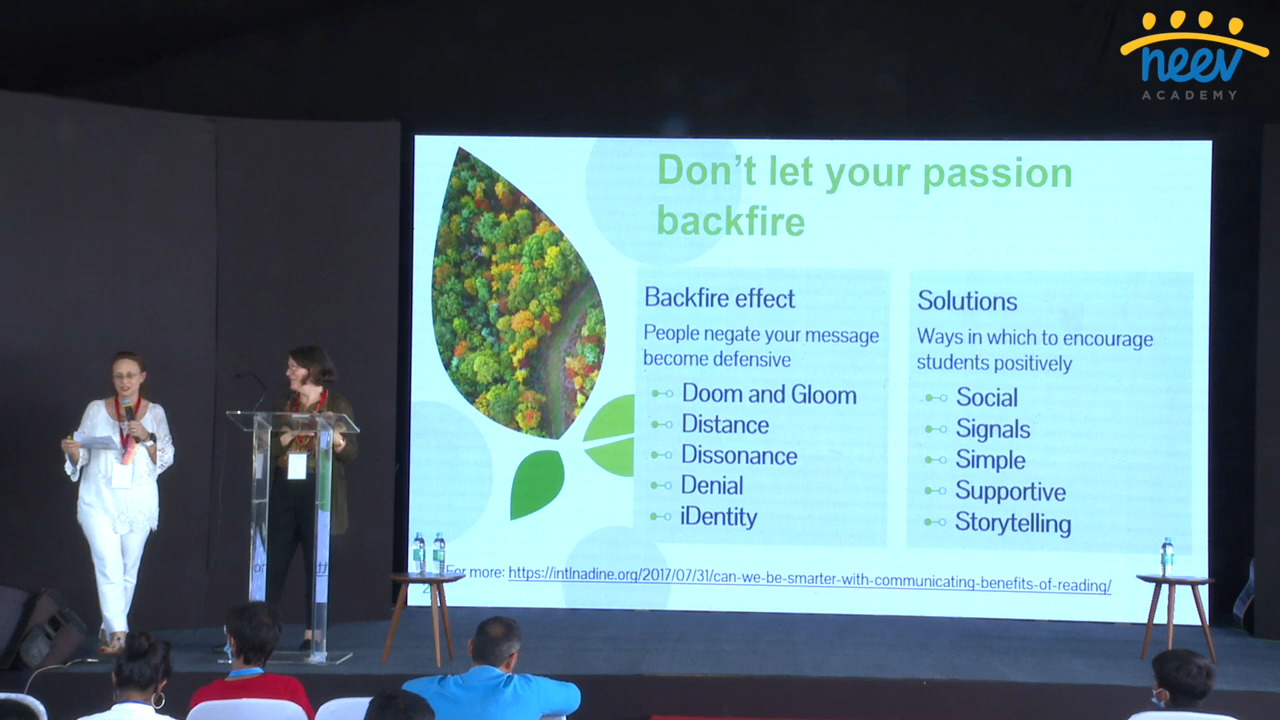 neev
ACADEMY
Don't let your passion
backfire
Backfire effect
People negate your message
become defensive
Doom and Gloom
Distance
Dissonance
Denial
iDentity
Solutions
Ways in which to encourage
students positively
Social
Signals
Simple
Supportive
Storytelling
For more: https://intlnadine.org/2017/07/31/can-we-be-smarter-with-communicating-benefits-of-reading/